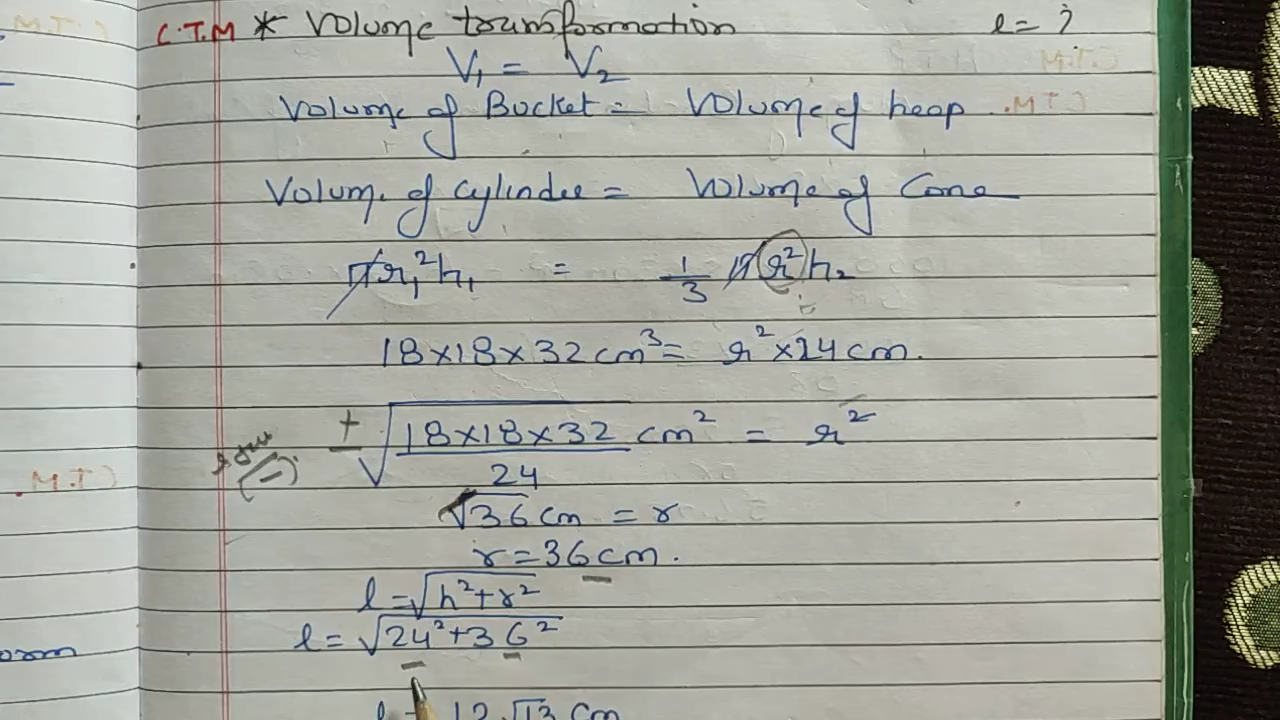 C.T.M * Volume transformation l = ?
V₁ = V₂
Volume of Bucket = Volume of heap
Volume of Cylinder = Volume of Cone
πr₁²h₁ = 1/3 πr²h₂
18×18×32 cm³ = r²×24 cm.
± √(18×18×32/24) cm² = r²
(−)
√36 cm = r
r = 36 cm.
l = √h²+r²
l = √24²+36²
l = 12√13 cm